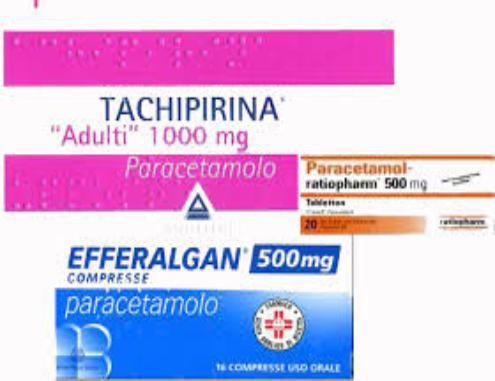 TACHIPIRINA®
"Adulti" 1000 mg
Paracetamolo
Paracetamol-
ratiopharm® 500 mg
Tabletten
20
ratiopharm
EFFERALGAN® 500mg
COMPRESSE
paracetamolo
16 COMPRESSE USO ORALE